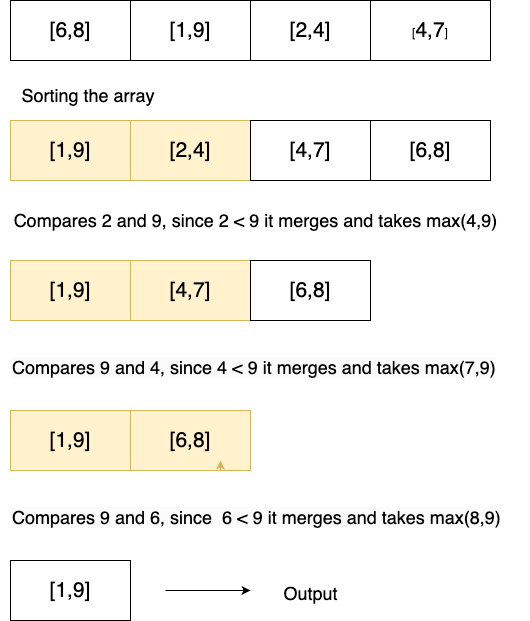 [6,8] [1,9] [2,4] [4,7]
Sorting the array
[1,9] [2,4] [4,7] [6,8]
Compares 2 and 9, since 2 < 9 it merges and takes max(4,9)
[1,9] [4,7] [6,8]
Compares 9 and 4, since 4 < 9 it merges and takes max(7,9)
[1,9] [6,8]
Compares 9 and 6, since 6 < 9 it merges and takes max(8,9)
[1,9] Output